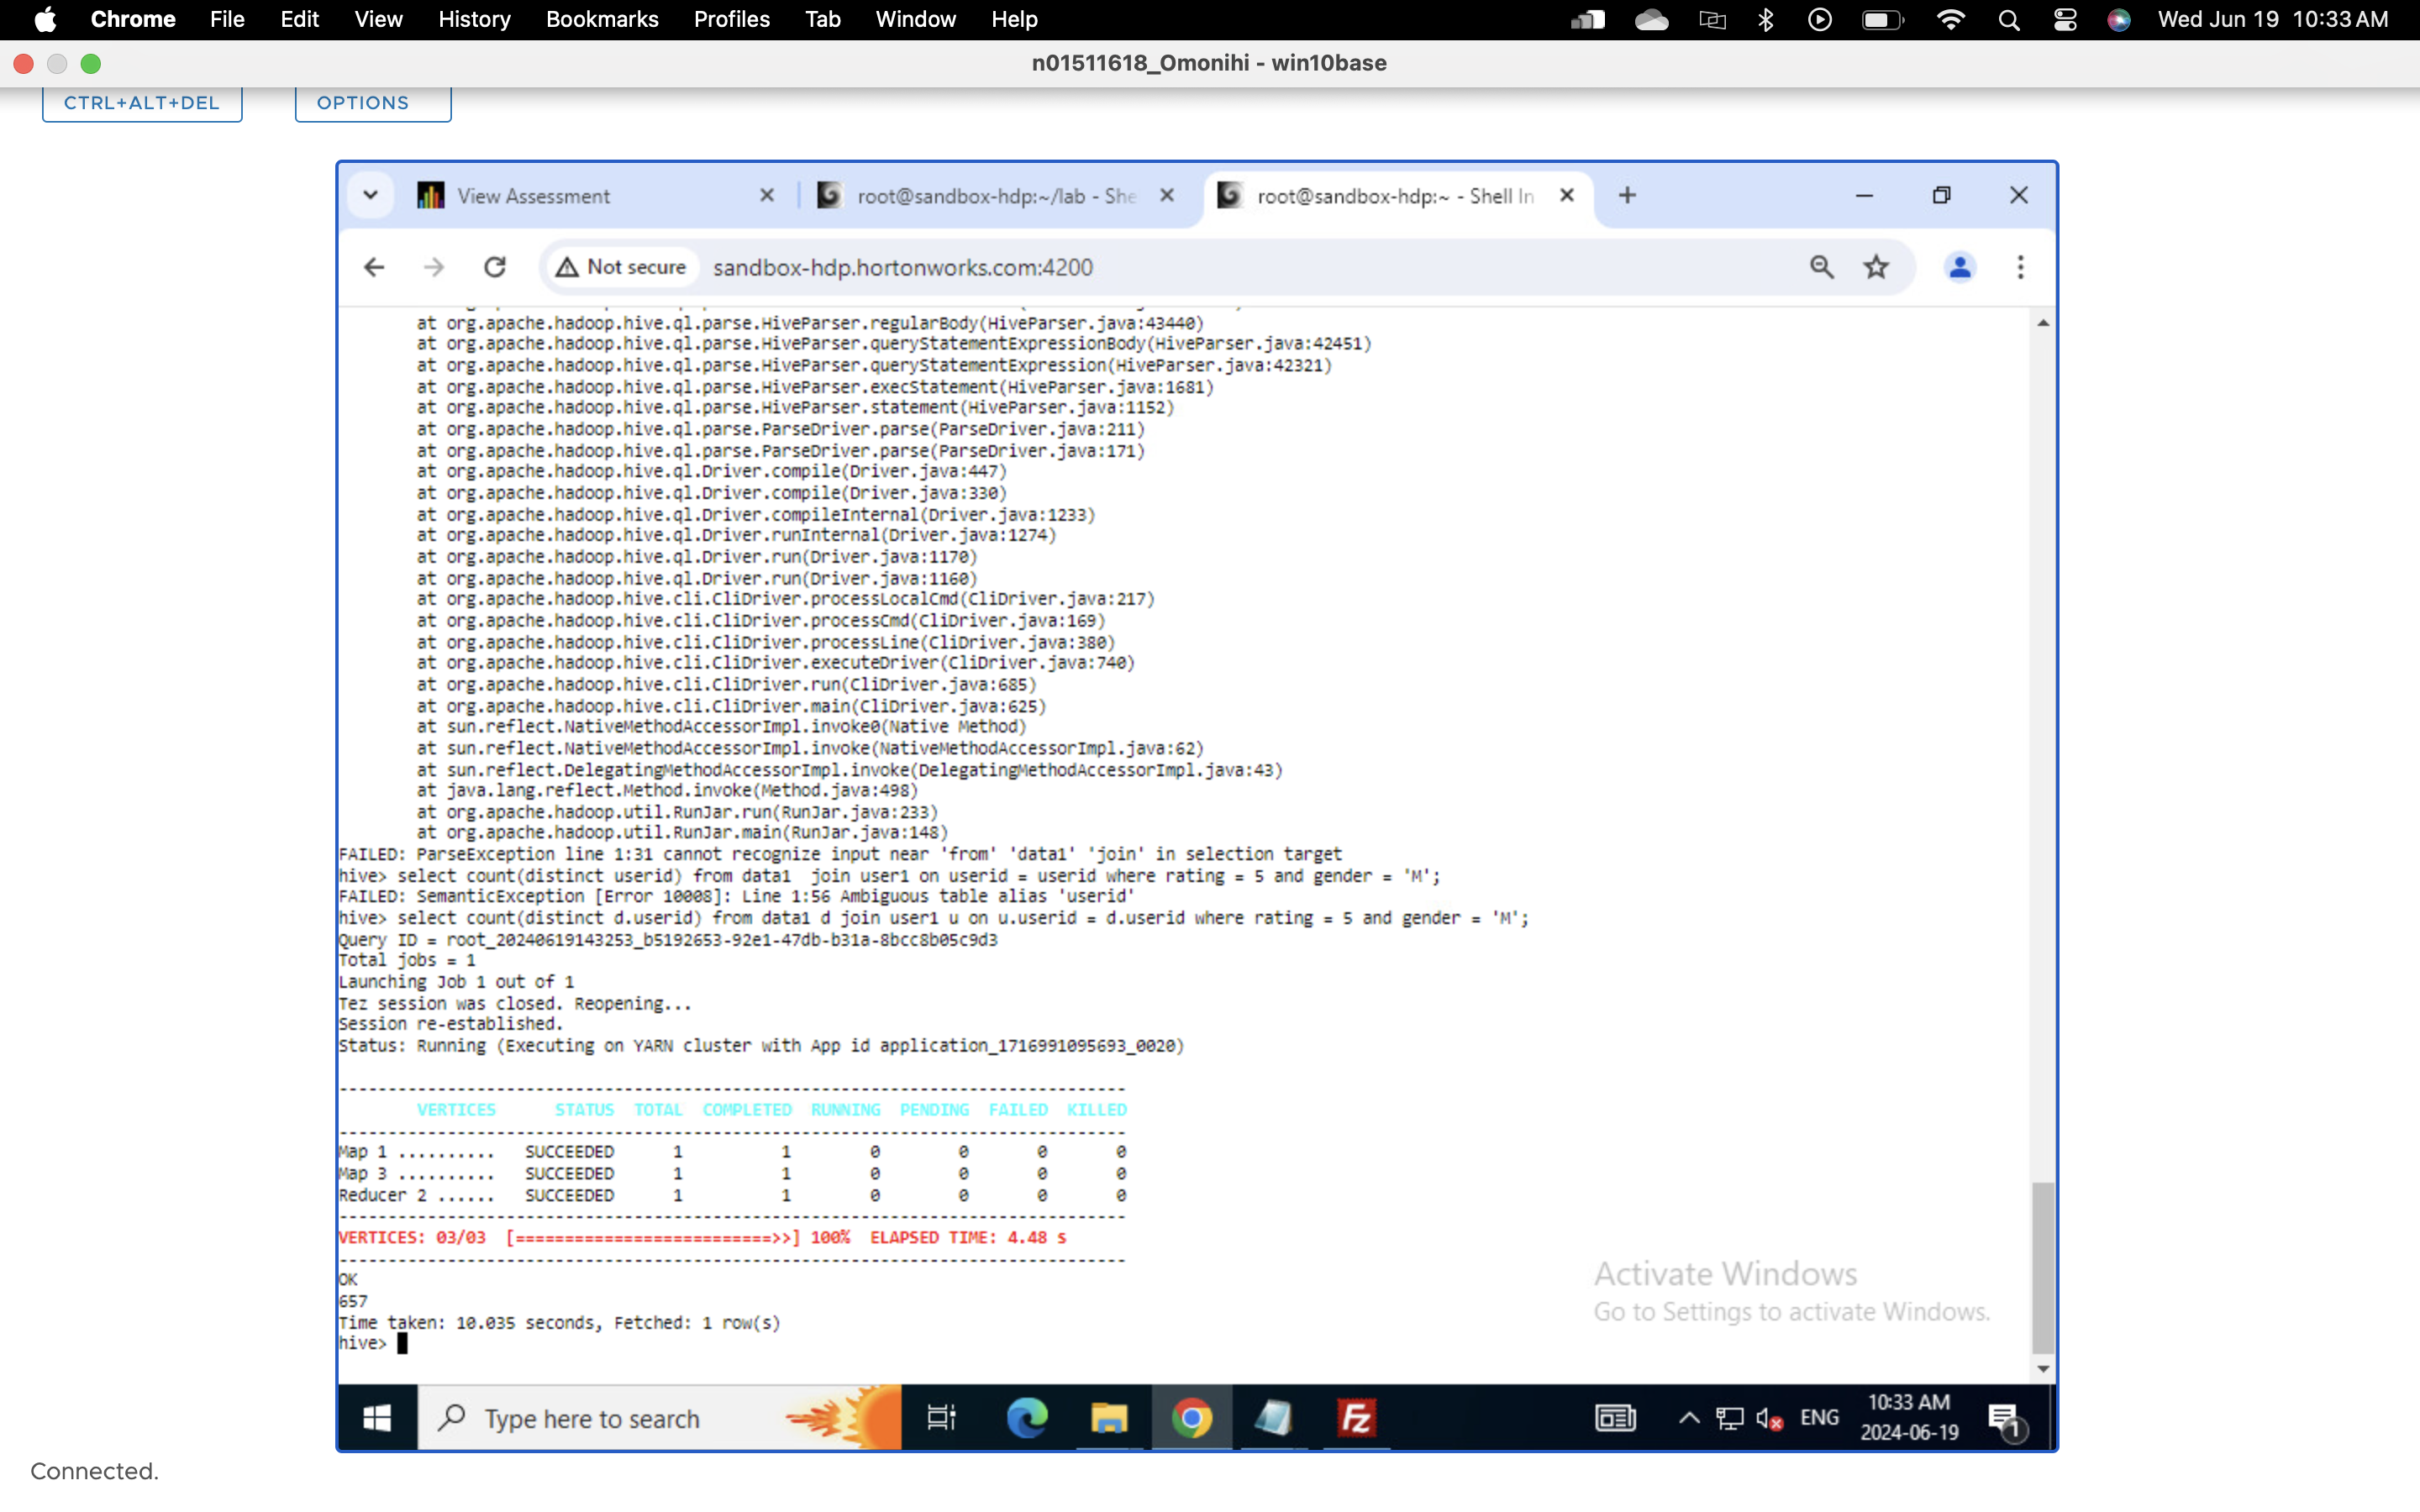 Chrome File Edit View History Bookmarks Profiles Tab Window Help Wed Jun 19 10:33 AM
n01511618_Omonihi - win10base
CTRL+ALT+DEL OPTIONS
View Assessment root@sandbox-hdp:~/lab - She root@sandbox-hdp:~ - Shell In
Not secure sandbox-hdp.hortonworks.com:4200
at org.apache.hadoop.hive.ql.parse.HiveParser.regularBody(HiveParser.java:43440)
at org.apache.hadoop.hive.ql.parse.HiveParser.queryStatementExpressionBody(HiveParser.java:42451)
at org.apache.hadoop.hive.ql.parse.HiveParser.queryStatementExpression(HiveParser.java:42321)
at org.apache.hadoop.hive.ql.parse.HiveParser.execStatement(HiveParser.java:1681)
at org.apache.hadoop.hive.ql.parse.HiveParser.statement(HiveParser.java:1152)
at org.apache.hadoop.hive.ql.parse.ParseDriver.parse(ParseDriver.java:211)
at org.apache.hadoop.hive.ql.parse.ParseDriver.parse(ParseDriver.java:171)
at org.apache.hadoop.hive.ql.Driver.compile(Driver.java:447)
at org.apache.hadoop.hive.ql.Driver.compile(Driver.java:330)
at org.apache.hadoop.hive.ql.Driver.compileInternal(Driver.java:1233)
at org.apache.hadoop.hive.ql.Driver.runInternal(Driver.java:1274)
at org.apache.hadoop.hive.ql.Driver.run(Driver.java:1170)
at org.apache.hadoop.hive.ql.Driver.run(Driver.java:1160)
at org.apache.hadoop.hive.cli.CliDriver.processLocalCmd(CliDriver.java:217)
at org.apache.hadoop.hive.cli.CliDriver.processCmd(CliDriver.java:169)
at org.apache.hadoop.hive.cli.CliDriver.processLine(CliDriver.java:380)
at org.apache.hadoop.hive.cli.CliDriver.executeDriver(CliDriver.java:740)
at org.apache.hadoop.hive.cli.CliDriver.run(CliDriver.java:685)
at org.apache.hadoop.hive.cli.CliDriver.main(CliDriver.java:625)
at sun.reflect.NativeMethodAccessorImpl.invoke0(Native Method)
at sun.reflect.NativeMethodAccessorImpl.invoke(NativeMethodAccessorImpl.java:62)
at sun.reflect.DelegatingMethodAccessorImpl.invoke(DelegatingMethodAccessorImpl.java:43)
at java.lang.reflect.Method.invoke(Method.java:498)
at org.apache.hadoop.util.RunJar.run(RunJar.java:233)
at org.apache.hadoop.util.RunJar.main(RunJar.java:148)
FAILED: ParseException line 1:31 cannot recognize input near 'from' 'data1' 'join' in selection target
hive> select count(distinct userid) from data1  join user1 on userid = userid where rating = 5 and gender = 'M';
FAILED: SemanticException [Error 10008]: Line 1:56 Ambiguous table alias 'userid'
hive> select count(distinct d.userid) from data1 d join user1 u on u.userid = d.userid where rating = 5 and gender = 'M';
Query ID = root_20240619143253_b5192653-92e1-47db-b31a-8bcc8b05c9d3
Total jobs = 1
Launching Job 1 out of 1
Tez session was closed. Reopening...
Session re-established.
Status: Running (Executing on YARN cluster with App id application_1716991095693_0020)
--------------------------------------------------------------------------------
VERTICES STATUS TOTAL COMPLETED RUNNING PENDING FAILED KILLED
--------------------------------------------------------------------------------
Map 1 .......... SUCCEEDED 1 1 0 0 0 0
Map 3 .......... SUCCEEDED 1 1 0 0 0 0
Reducer 2 ...... SUCCEEDED 1 1 0 0 0 0
--------------------------------------------------------------------------------
VERTICES: 03/03 [==========================>>] 100% ELAPSED TIME: 4.48 s
--------------------------------------------------------------------------------
OK
657
Time taken: 10.035 seconds, Fetched: 1 row(s)
hive>
Activate Windows
Go to Settings to activate Windows.
Type here to search ENG 10:33 AM
2024-06-19 1
Connected.